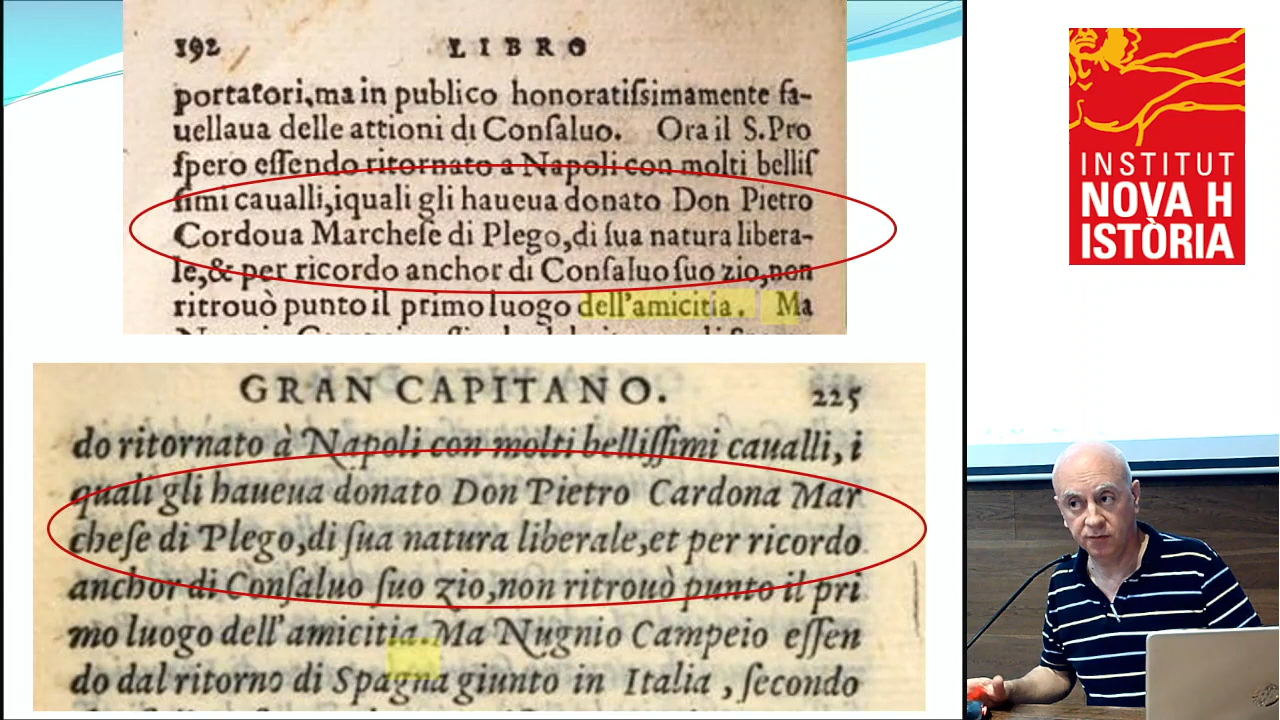 192 LIBRO
portatori,ma in publico honoratiſsimamente fa-
uellaua delle attioni di Conſaluo. Ora il S.Pro
ſpero eſſendo ritornato a Napoli con molti belliſ
ſimi caualli,iquali gli haueua donato Don Pietro
Cordoua Marcheſe di Plego,di ſua natura libera-
le,& per ricordo anchor di Conſaluo ſuo zio,non
ritrouò punto il primo luogo dell'amicitia. Ma
GRAN CAPITANO. 225
do ritornato à Napoli con molti belliſſimi caualli, i
quali gli haueua donato Don Pietro Cardona Mar
cheſe di Plego,di ſua natura liberale,et per ricordo
anchor di Conſaluo ſuo zio,non ritrouò punto il pri
mo luogo dell'amicitia. Ma Nugnio Campeio eſſen
do dal ritorno di Spagna giunto in Italia , ſecondo
INSTITUT
NOVA H
ISTÒRIA